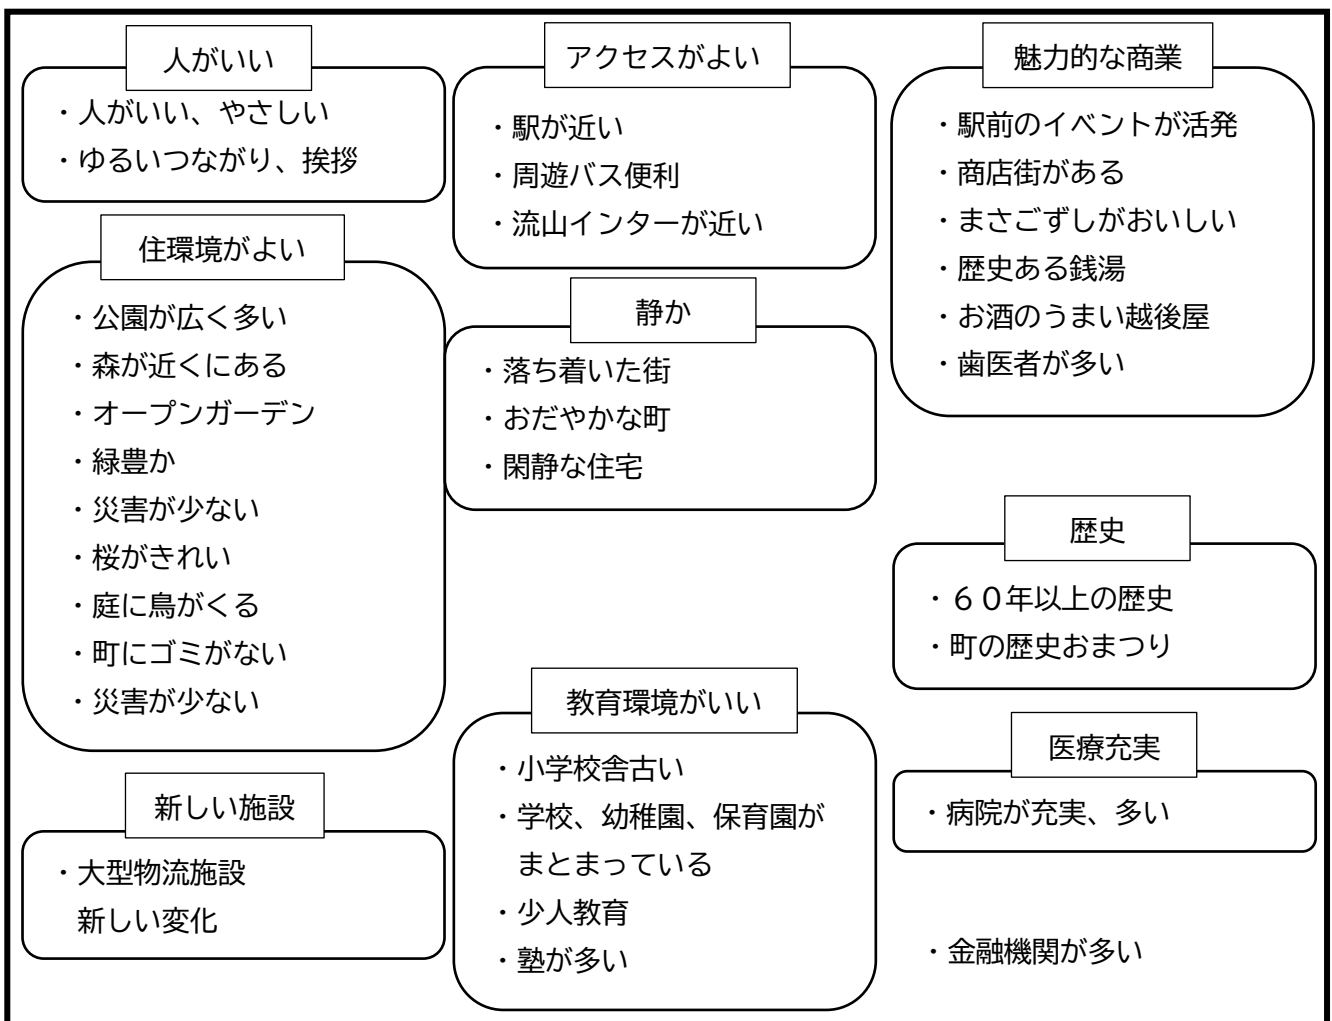 人がいい
・人がいい、やさしい
・ゆるいつながり、挨拶
住環境がよい
・公園が広く多い
・森が近くにある
・オープンガーデン
・緑豊か
・災害が少ない
・桜がきれい
・庭に鳥がくる
・町にゴミがない
・災害が少ない
新しい施設
・大型物流施設
新しい変化
アクセスがよい
・駅が近い
・周遊バス便利
・流山インターが近い
静か
・落ち着いた街
・おだやかな町
・閑静な住宅
教育環境がいい
・小学校舎古い
・学校、幼稚園、保育園が
まとまっている
・少人教育
・塾が多い
魅力的な商業
・駅前のイベントが活発
・商店街がある
・まさごずしがおいしい
・歴史ある銭湯
・お酒のうまい越後屋
・歯医者が多い
歴史
・６０年以上の歴史
・町の歴史おまつり
医療充実
・病院が充実、多い
・金融機関が多い